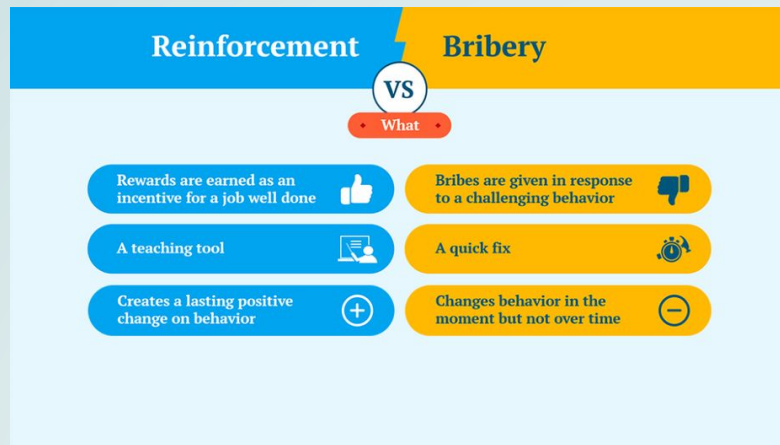 Reinforcement
Bribery
VS
What
Rewards are earned as an
incentive for a job well done
Bribes are given in response
to a challenging behavior
A teaching tool
A quick fix
Creates a lasting positive
change on behavior
Changes behavior in the
moment but not over time